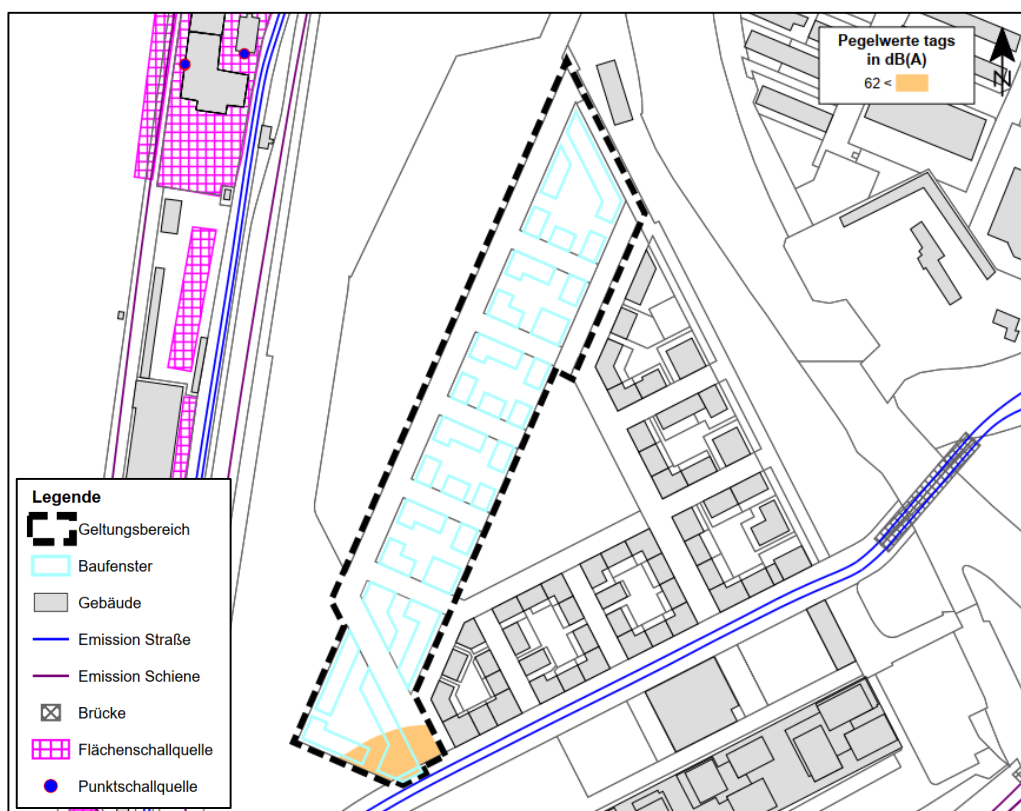 Pegelwerte tags
in dB(A)
62 <
N
Legende
Geltungsbereich
Baufenster
Gebäude
Emission Straße
Emission Schiene
Brücke
Flächenschallquelle
Punktschallquelle